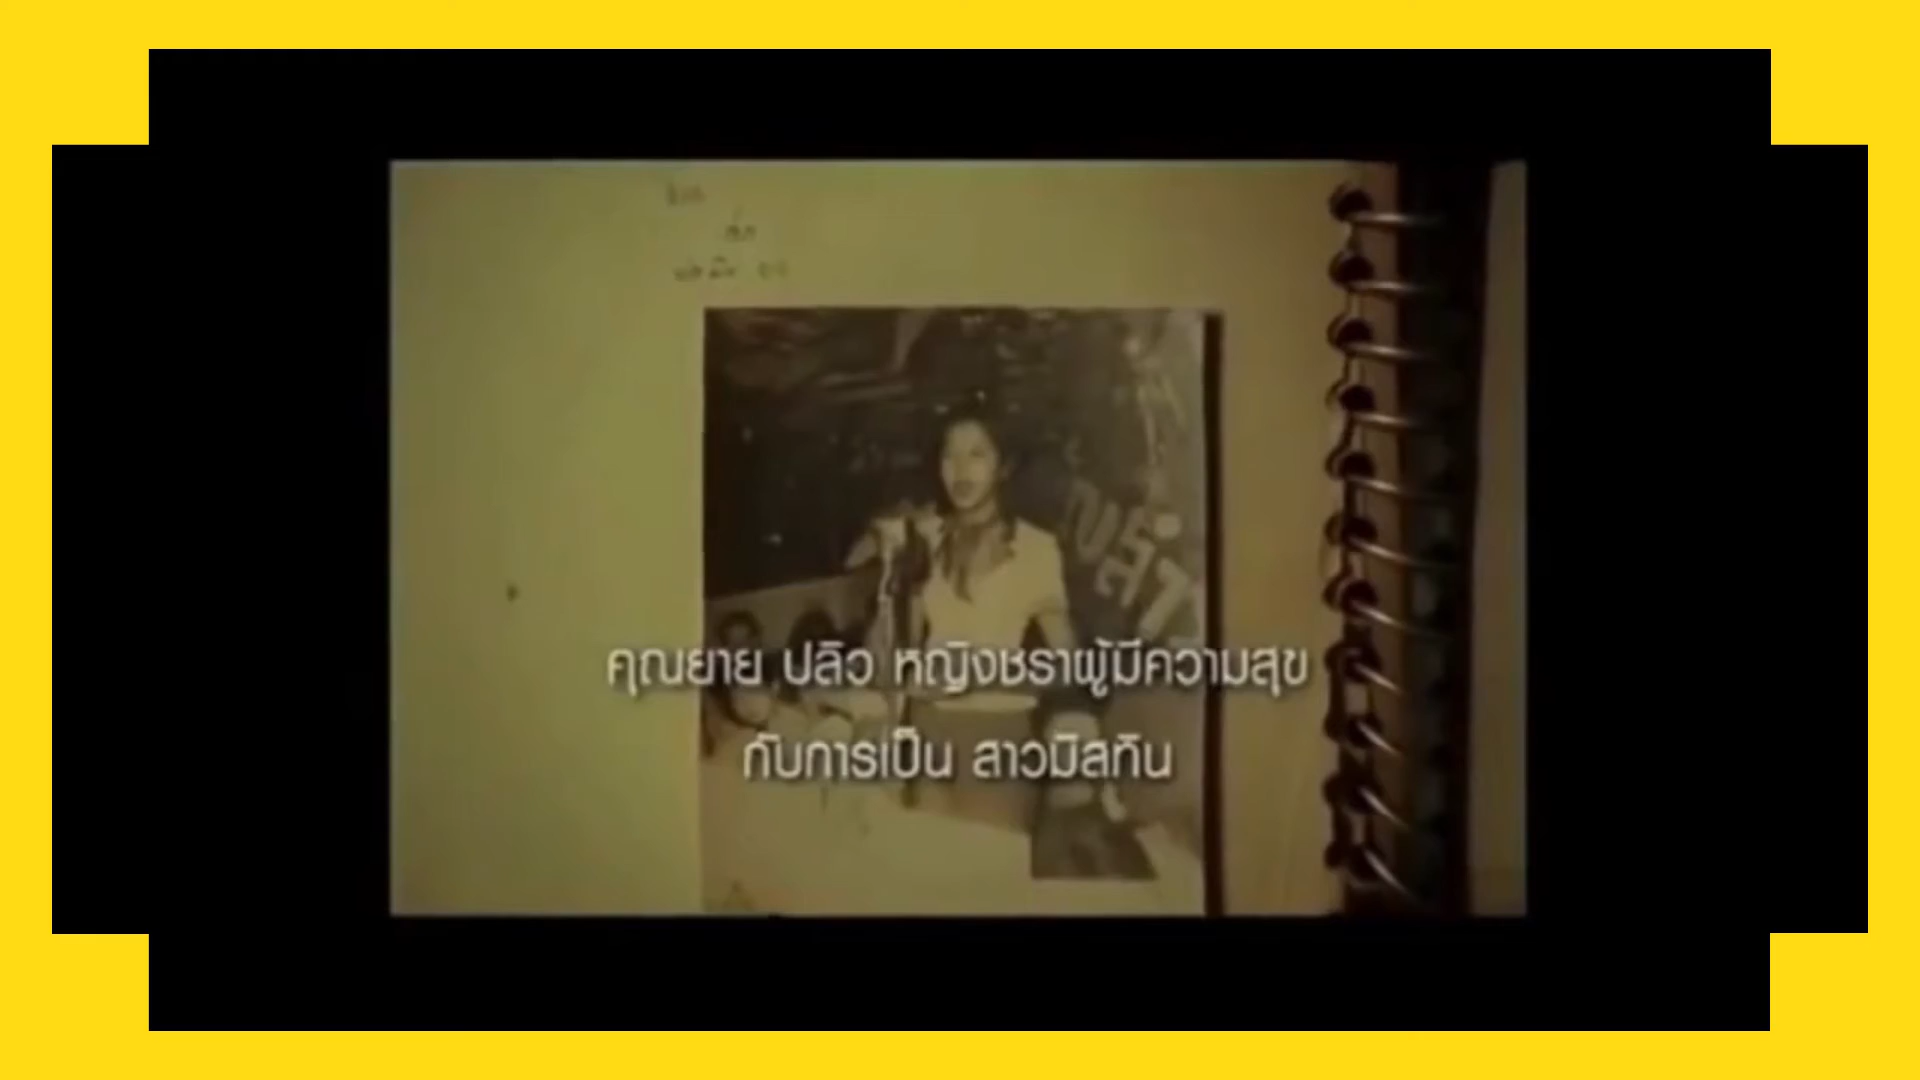 คุณยาย ปลิว หญิงชราผู้มีความสุข
กับการเป็น สาวมิสทิน